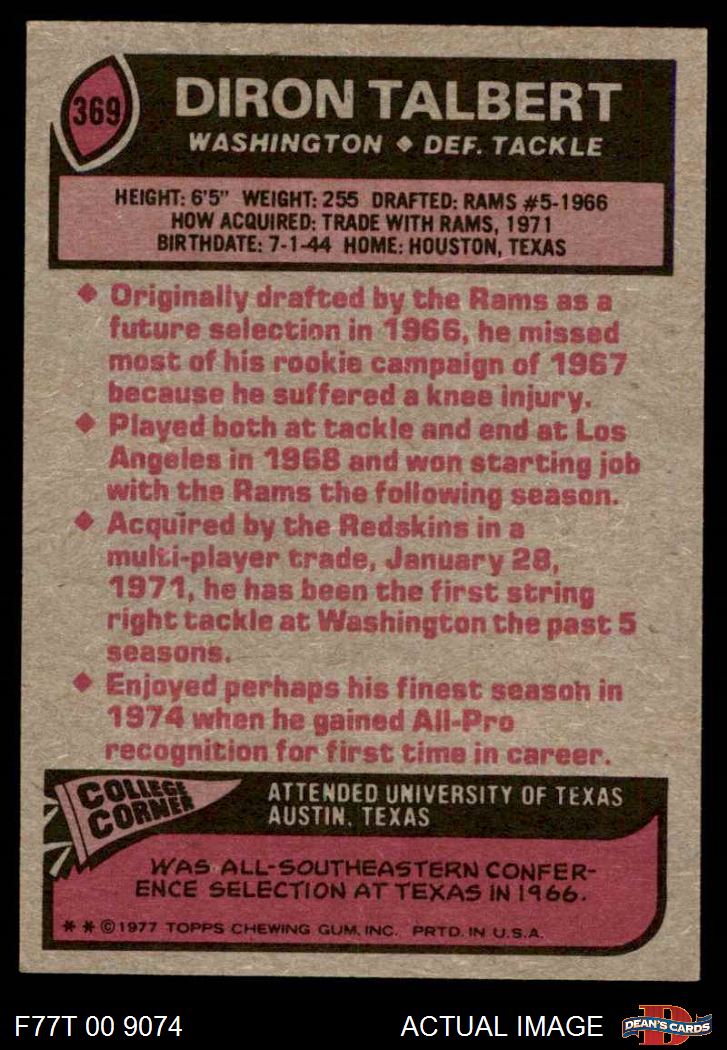 369
DIRON TALBERT
WASHINGTON ◆ DEF. TACKLE
HEIGHT: 6'5" WEIGHT: 255 DRAFTED: RAMS #5-1966
HOW ACQUIRED: TRADE WITH RAMS, 1971
BIRTHDATE: 7-1-44 HOME: HOUSTON, TEXAS
◆ Originally drafted by the Rams as a
future selection in 1966, he missed
most of his rookie campaign of 1967
because he suffered a knee injury.
◆ Played both at tackle and end at Los
Angeles in 1968 and won starting job
with the Rams the following season.
◆ Acquired by the Redskins in a
multi-player trade, January 28,
1971, he has been the first string
right tackle at Washington the past 5
seasons.
◆ Enjoyed perhaps his finest season in
1974 when he gained All-Pro
recognition for first time in career.
COLLEGE
CORNER
ATTENDED UNIVERSITY OF TEXAS
AUSTIN, TEXAS
WAS ALL-SOUTHEASTERN CONFER-
ENCE SELECTION AT TEXAS IN 1966.
* * © 1977 TOPPS CHEWING GUM, INC. PRTD. IN U.S.A.
F77T 00 9074
ACTUAL IMAGE
D
DEAN'S CARDS